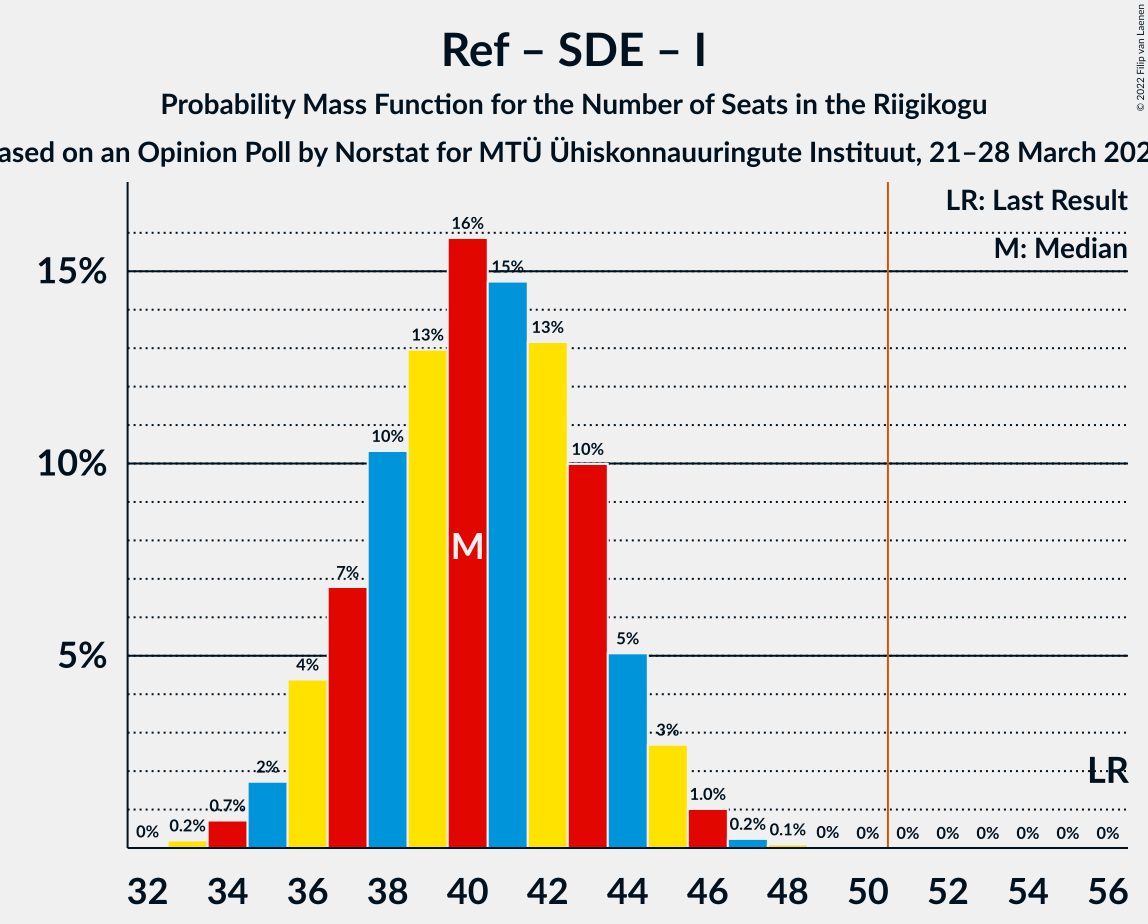 Ref – SDE – I
Probability Mass Function for the Number of Seats in the Riigikogu
ased on an Opinion Poll by Norstat for MTÜ Ühiskonnauuringute Instituut, 21–28 March 202
© 2022 Filip van Laenen
LR: Last Result
M: Median
15%
10%
5%
0% 0.2% 0.7% 2% 4% 7% 10% 13% 16% 15% 13% 10% 5% 3% 1.0% 0.2% 0.1% 0% 0% 0% 0% 0% 0% 0% 0%
M
LR
32 34 36 38 40 42 44 46 48 50 52 54 56